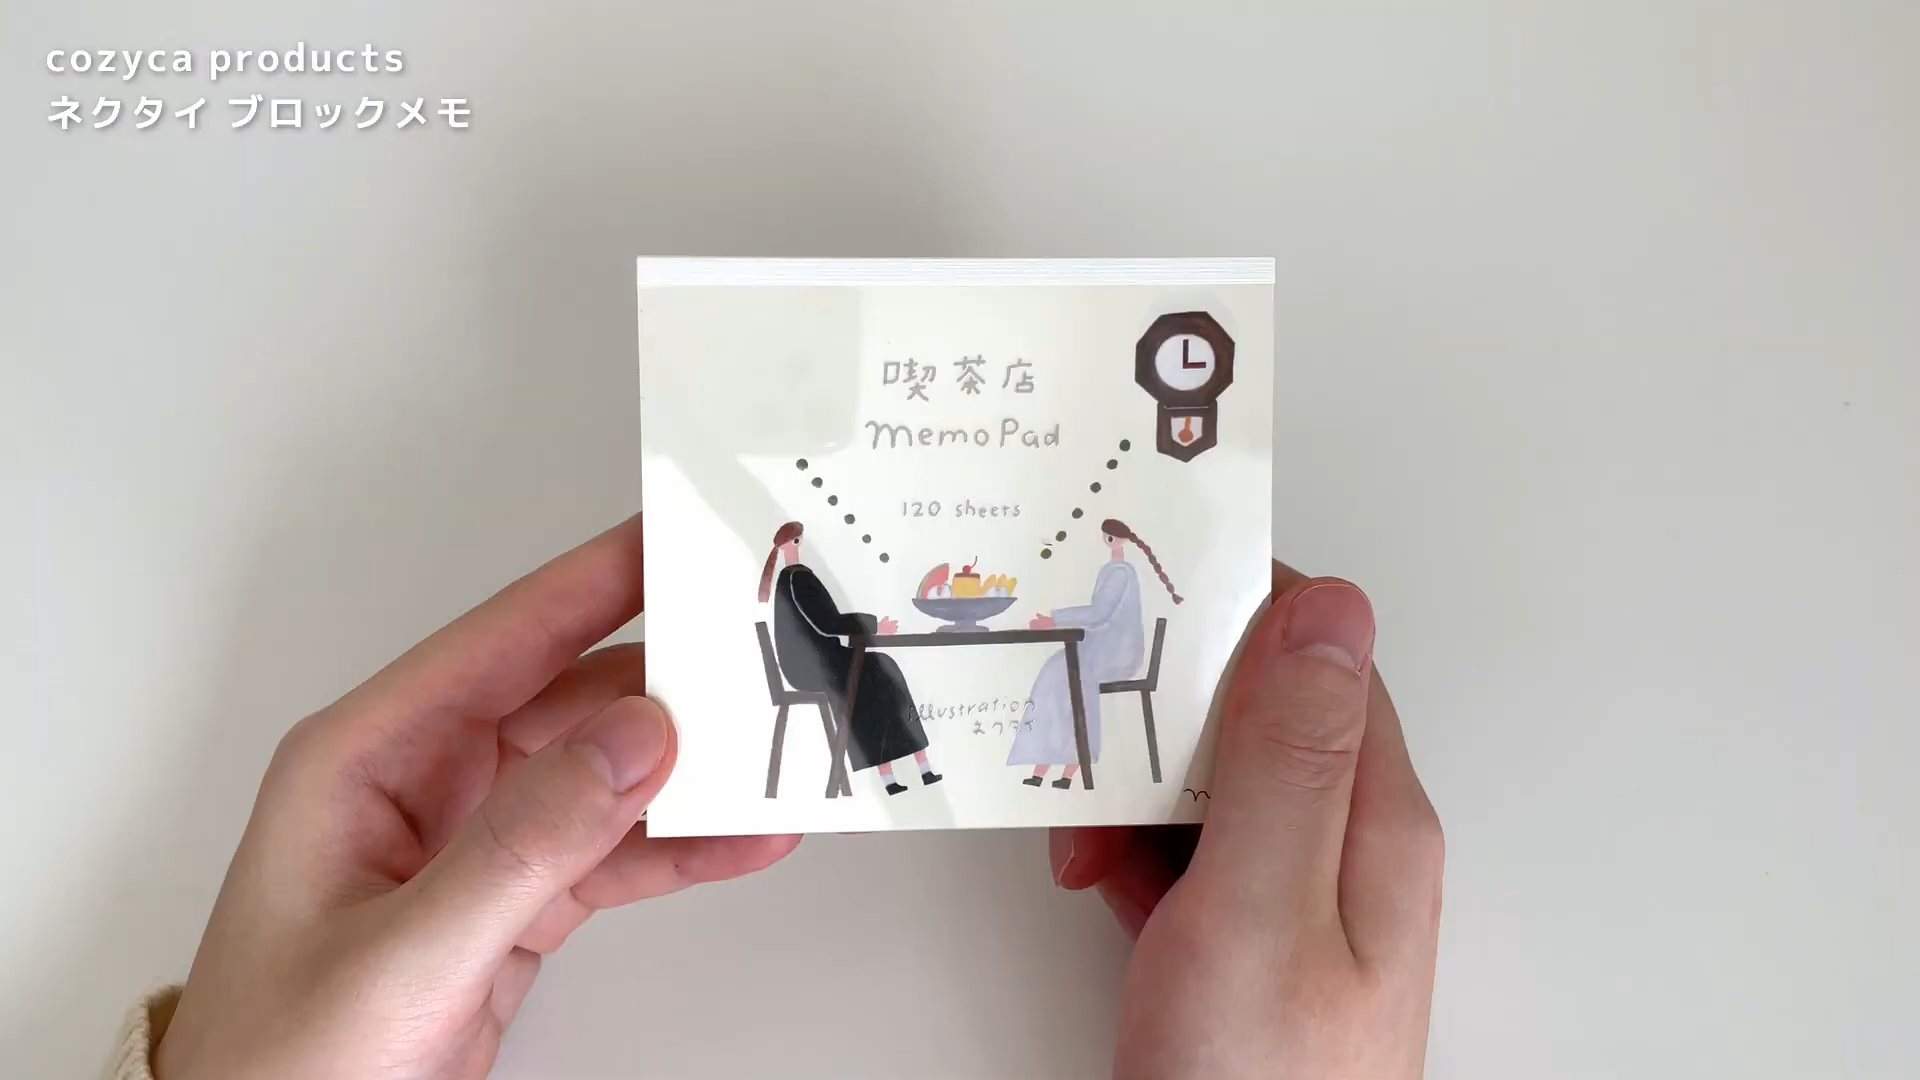 cozyca products
ネクタイ ブロックメモ
喫茶店
Memo Pad
120 sheets
illustration
ネクタイ